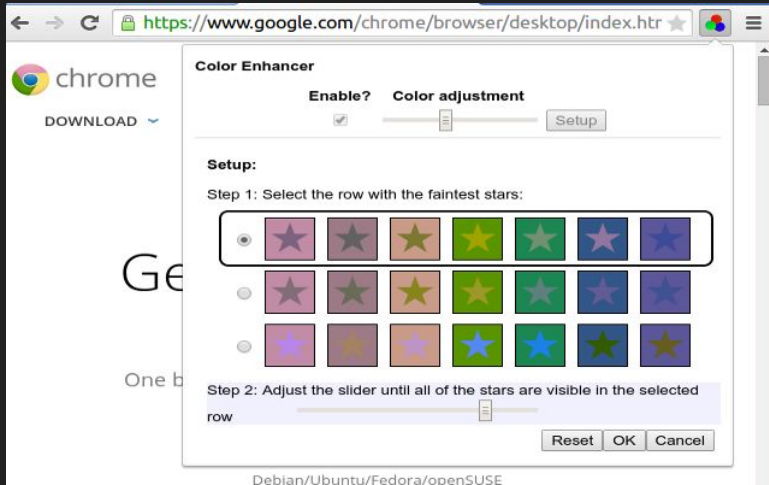 https://www.google.com/chrome/browser/desktop/index.htm
chrome
DOWNLOAD
Color Enhancer
Enable? Color adjustment
Setup
Setup:
Step 1: Select the row with the faintest stars:
Ge
One b
Step 2: Adjust the slider until all of the stars are visible in the selected
row
Reset OK Cancel
Debian/Ubuntu/Fedora/openSUSE